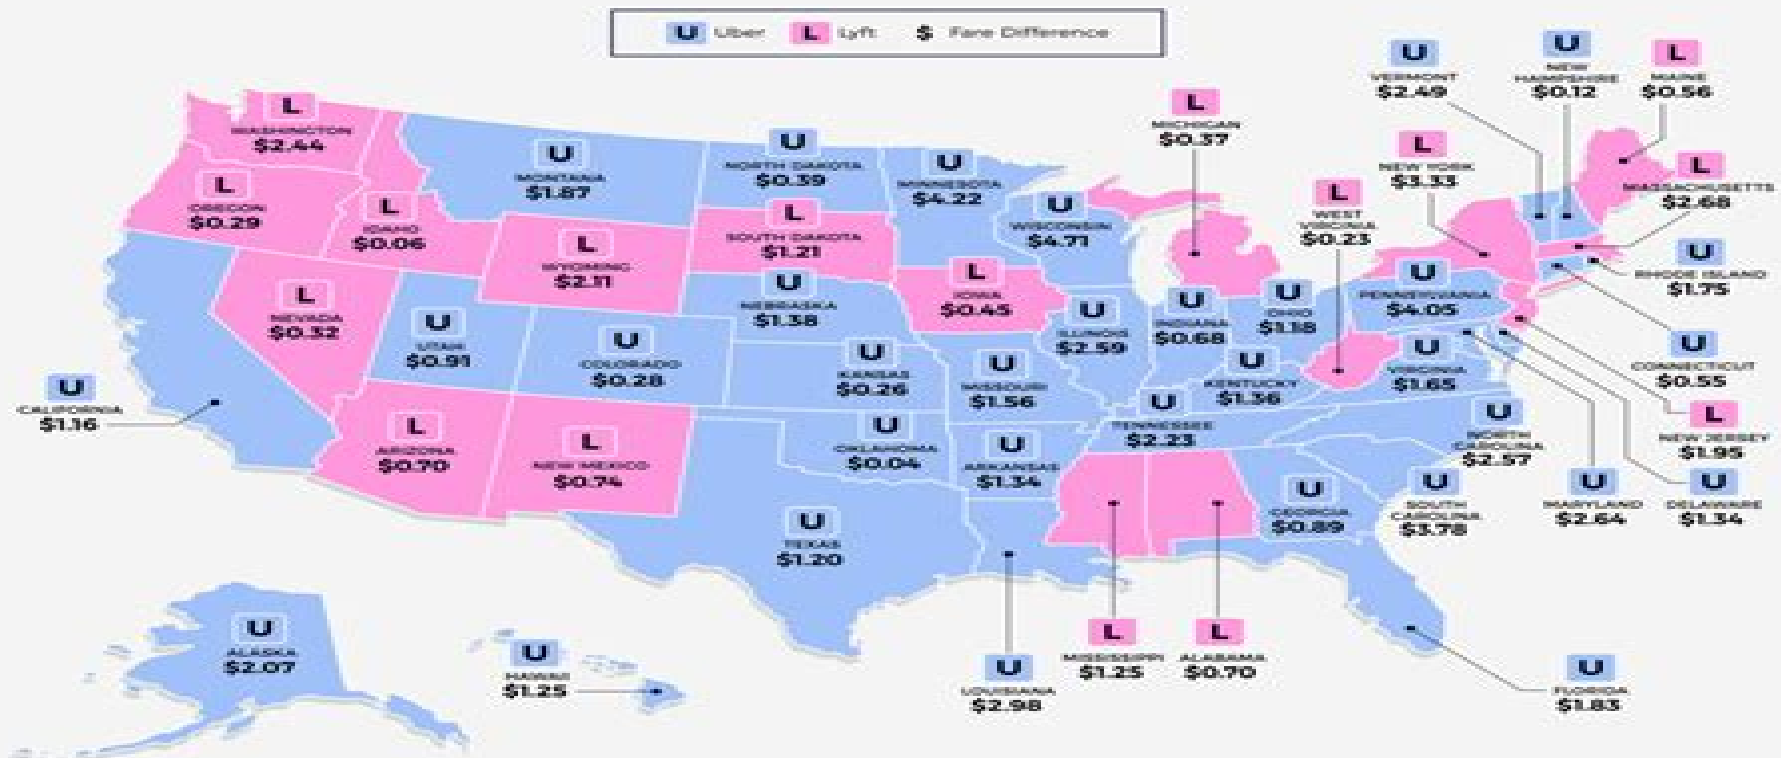 U Uber L Lyft $ Fare Difference
U
VERMONT
$2.49
U
NEW
HAMPSHIRE
$0.12
L
MAINE
$0.56
L
WASHINGTON
$2.44
L
MICHIGAN
$0.37
U
MONTANA
$1.87
U
NORTH DAKOTA
$0.39
U
MINNESOTA
$4.22
L
NEW YORK
$3.33
L
MASSACHUSETTS
$2.68
L
OREGON
$0.29
L
IDAHO
$0.06
L
WYOMING
$2.11
L
SOUTH DAKOTA
$1.21
U
WISCONSIN
$4.71
L
WEST
VIRGINIA
$0.23
U
RHODE ISLAND
$1.75
L
NEVADA
$0.32
U
UTAH
$0.91
U
COLORADO
$0.28
U
NEBRASKA
$1.38
L
IOWA
$0.45
U
ILLINOIS
$2.59
U
INDIANA
$0.68
U
OHIO
$1.18
U
PENNSYLVANIA
$4.05
U
CONNECTICUT
$0.55
U
CALIFORNIA
$1.16
U
KANSAS
$0.26
U
MISSOURI
$1.56
U
KENTUCKY
$1.36
U
VIRGINIA
$1.65
L
NEW JERSEY
$1.95
L
ARIZONA
$0.70
L
NEW MEXICO
$0.74
U
OKLAHOMA
$0.04
U
ARKANSAS
$1.34
U
TENNESSEE
$2.23
U
NORTH
CAROLINA
$2.57
U
TEXAS
$1.20
U
GEORGIA
$0.89
U
SOUTH
CAROLINA
$3.78
U
MARYLAND
$2.64
U
DELAWARE
$1.34
U
ALASKA
$2.07
U
HAWAII
$1.25
U
LOUISIANA
$2.98
L
MISSISSIPPI
$1.25
L
ALABAMA
$0.70
U
FLORIDA
$1.83